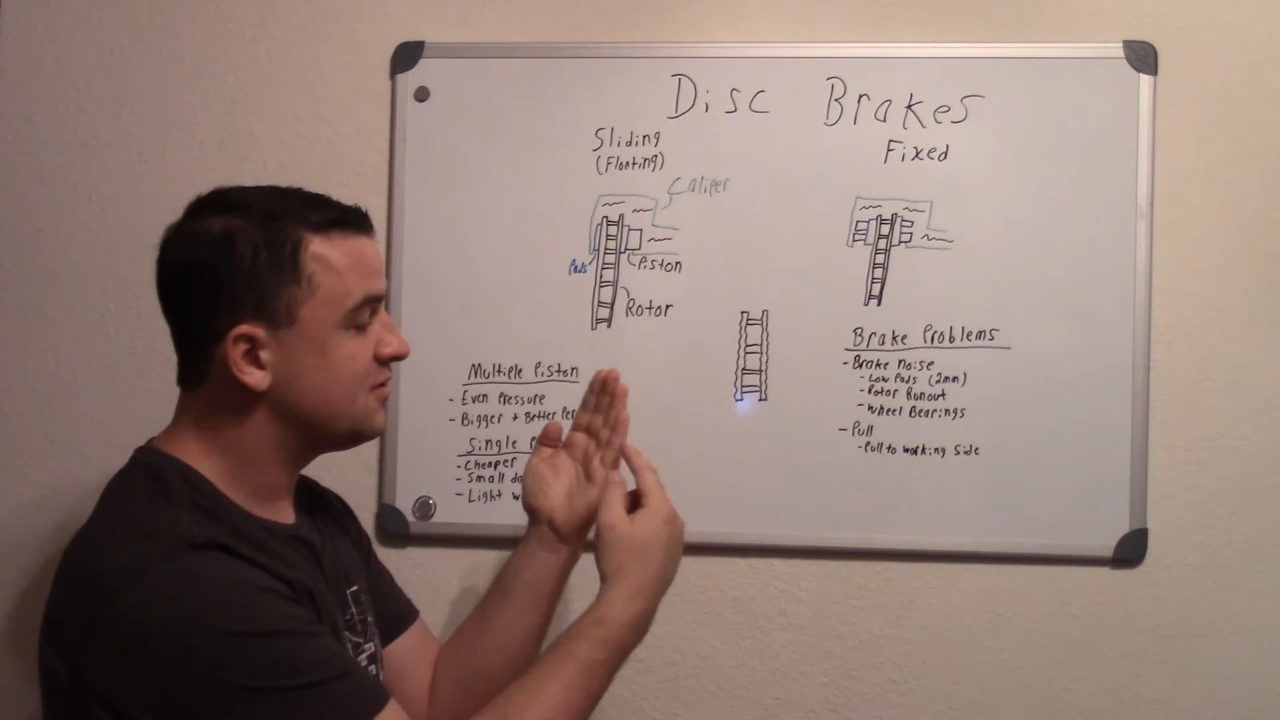 Disc Brakes
Sliding
(Floating)
Caliper
Pads
Piston
Rotor
Fixed
Multiple Piston
- Even Pressure
- Bigger + Better
Single
- Cheaper
- Small
- Light
Brake Problems
- Brake Noise
- Low Pads (2mm)
- Rotor Runout
- Wheel Bearings
- Pull
- Pull to working side